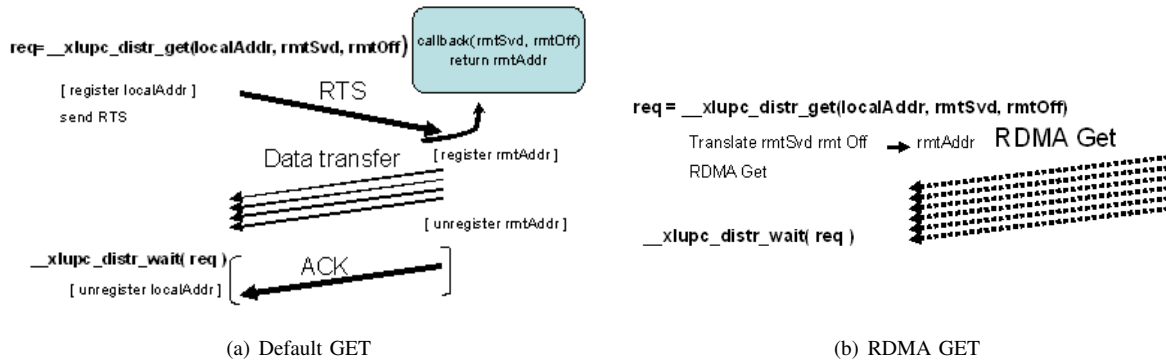 req= __xlupc_distr_get(localAddr, rmtSvd, rmtOff)
callback(rmtSvd, rmtOff)
return rmtAddr
[ register localAddr ]
send RTS
RTS
[ register rmtAddr ]
Data transfer
[ unregister rmtAddr ]
__xlupc_distr_wait( req )
ACK
[ unregister localAddr ]
(a) Default GET
req = __xlupc_distr_get(localAddr, rmtSvd, rmtOff)
Translate rmtSvd rmt Off
rmtAddr
RDMA Get
RDMA Get
__xlupc_distr_wait( req )
(b) RDMA GET